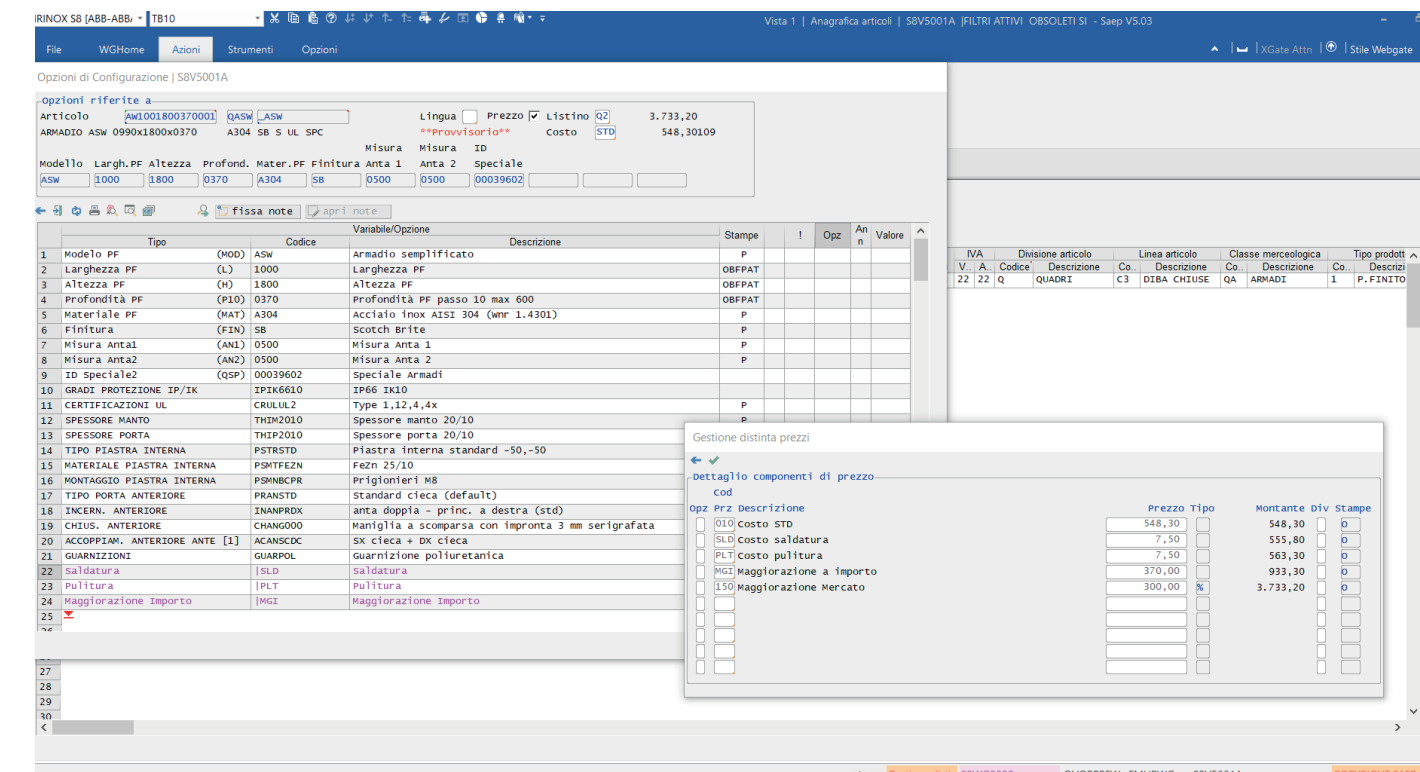 IRINOX S8 [ABB-ABB/ TB10 Vista 1 | Anagrafica articoli | S8V5001A |FILTRI ATTIVI OBSOLETI SI - Saep V5.03
File WGHome Azioni Strumenti Opzioni XGate Attn Stile Webgate
Opzioni di Configurazione | S8V5001A
Opzioni riferite a
Articolo AW1001800370001 QASW _ASW Lingua Prezzo Listino Q2 3.733,20
ARMADIO ASW 0990x1800x0370 A304 SB S UL SPC **Provvisorio** Costo STD 548,30109
Misura Misura ID
Modello Largh.PF Altezza Profond. Mater.PF Finitura Anta 1 Anta 2 Speciale
ASW 1000 1800 0370 A304 SB 0500 0500 00039602
fissa note apri note
Variabile/Opzione Stampe ! Opz Ann Valore
Tipo Codice Descrizione
IVA Divisione articolo Linea articolo Classe merceologica Tipo prodott
V.. A.. Codice Descrizione Co.. Descrizione Co.. Descrizione Co.. Descrizi
22 22 Q QUADRI C3 DIBA CHIUSE QA ARMADI 1 P.FINITO
1 Modelo PF (MOD) ASW Armadio semplificato P
2 Larghezza PF (L) 1000 Larghezza PF OBFPAT
3 Altezza PF (H) 1800 Altezza PF OBFPAT
4 Profondità PF (P10) 0370 Profondità PF passo 10 max 600 OBFPAT
5 Materiale PF (MAT) A304 Acciaio inox AISI 304 (Wnr 1.4301) P
6 Finitura (FIN) SB Scotch Brite P
7 Misura Anta1 (AN1) 0500 Misura Anta 1 P
8 Misura Anta2 (AN2) 0500 Misura Anta 2 P
9 ID Speciale2 (QSP) 00039602 Speciale Armadi
10 GRADI PROTEZIONE IP/IK IPIK6610 IP66 IK10
11 CERTIFICAZIONI UL CRULUL2 Type 1,12,4,4x P
12 SPESSORE MANTO THIM2010 Spessore manto 20/10 P
13 SPESSORE PORTA THIP2010 Spessore porta 20/10
14 TIPO PIASTRA INTERNA PSTRSTD Piastra interna standard -50,-50
15 MATERIALE PIASTRA INTERNA PSMTFEZN FeZn 25/10
16 MONTAGGIO PIASTRA INTERNA PSMNBCPR Prigionieri M8
17 TIPO PORTA ANTERIORE PRANSTD Standard cieca (default)
18 INCERN. ANTERIORE INANPRDX anta doppia - princ. a destra (std)
19 CHIUS. ANTERIORE CHANG000 Maniglia a scomparsa con impronta 3 mm serigrafata
20 ACCOPPIAM. ANTERIORE ANTE [1] ACANSCDC SX cieca + DX cieca
21 GUARNIZIONI GUARPOL Guarnizione poliuretanica
22 Saldatura |SLD Saldatura
23 Pulitura |PLT Pulitura
24 Maggiorazione Importo |MGI Maggiorazione Importo
25
27
28
29
30
Gestione distinta prezzi
Dettaglio componenti di prezzo
Cod
Opz Prz Descrizione Prezzo Tipo Montante Div Stampe
010 Costo STD 548,30 548,30 O
SLD Costo saldatura 7,50 555,80 O
PLT Costo pulitura 7,50 563,30 O
MGI Maggiorazione a importo 370,00 933,30 O
150 Maggiorazione Mercato 300,00 % 3.733,20 O